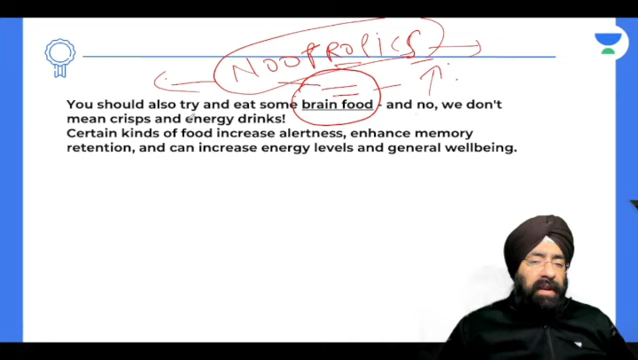 NOOTROPICS
You should also try and eat some brain food - and no, we don't
mean crisps and energy drinks!
Certain kinds of food increase alertness, enhance memory
retention, and can increase energy levels and general wellbeing.